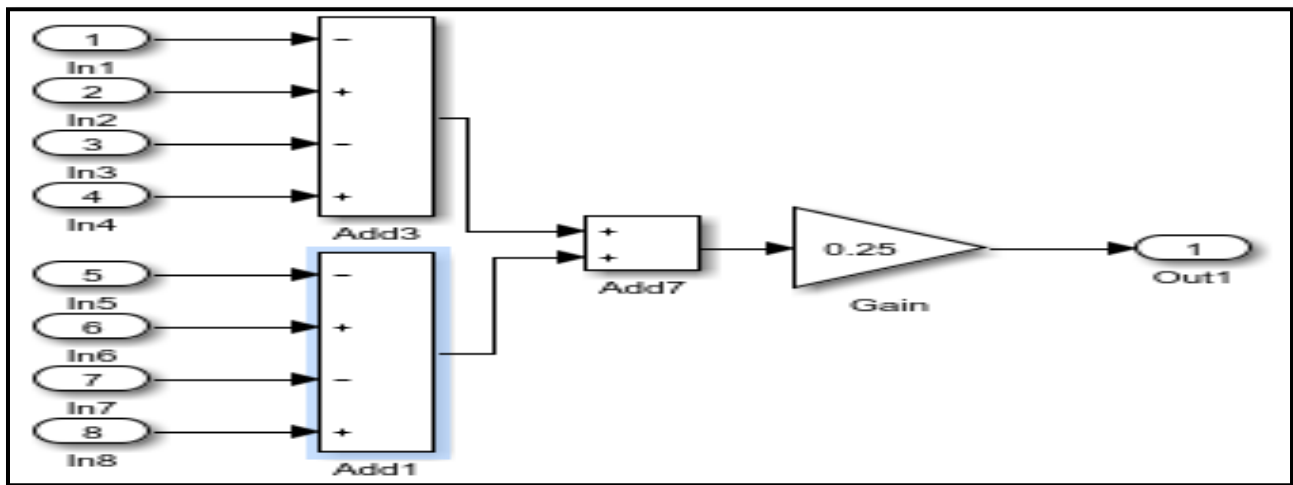 1
In1
2
In2
3
In3
4
In4
−
+
−
+
Add3
5
In5
6
In6
7
In7
8
In8
−
+
−
+
Add1
+
+
Add7
0.25
Gain
1
Out1